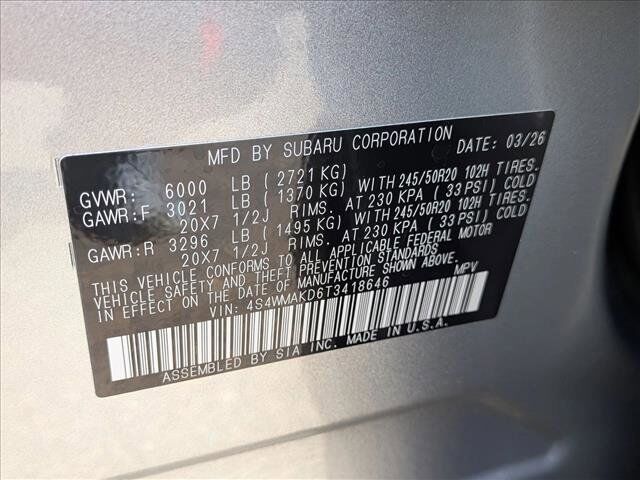 MFD BY SUBARU CORPORATION DATE: 03/26
GVWR: 6000 LB ( 2721 KG)
GAWR:F 3021 LB ( 1370 KG) WITH 245/50R20 102H TIRES.
20X7 1/2J RIMS. AT 230 KPA ( 33 PSI) COLD
GAWR:R 3296 LB ( 1495 KG) WITH 245/50R20 102H TIRES.
20X7 1/2J RIMS. AT 230 KPA ( 33 PSI) COLD
THIS VEHICLE CONFORMS TO ALL APPLICABLE FEDERAL MOTOR
VEHICLE SAFETY AND THEFT PREVENTION STANDARDS
IN EFFECT ON THE DATE OF MANUFACTURE SHOWN ABOVE.
VIN: 4S4WMAKD6T3418646 MPV
ASSEMBLED BY SIA INC. MADE IN U.S.A.